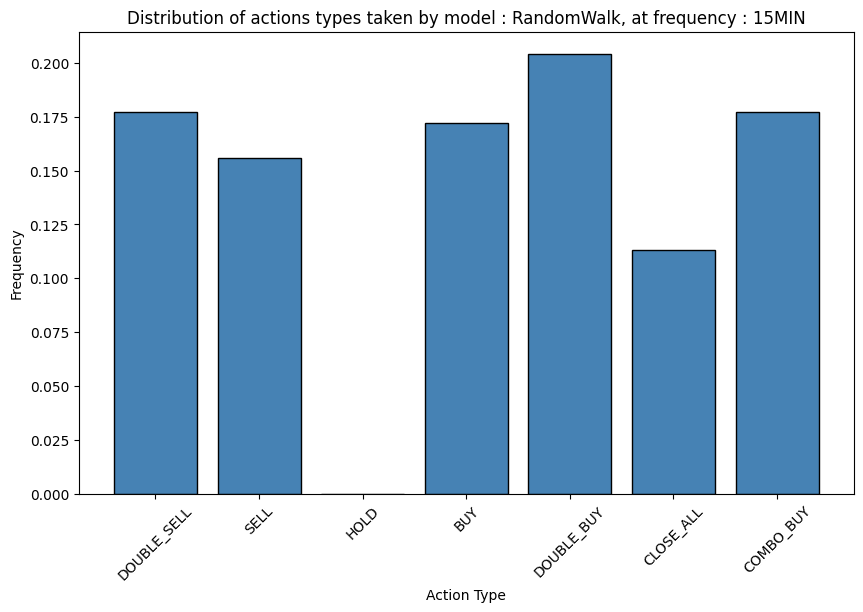 Distribution of actions types taken by model : RandomWalk, at frequency : 15MIN
0.200
0.175
0.150
0.125
0.100
0.075
0.050
0.025
0.000
Frequency
DOUBLE_SELL
SELL
HOLD
BUY
DOUBLE_BUY
CLOSE_ALL
COMBO_BUY
Action Type